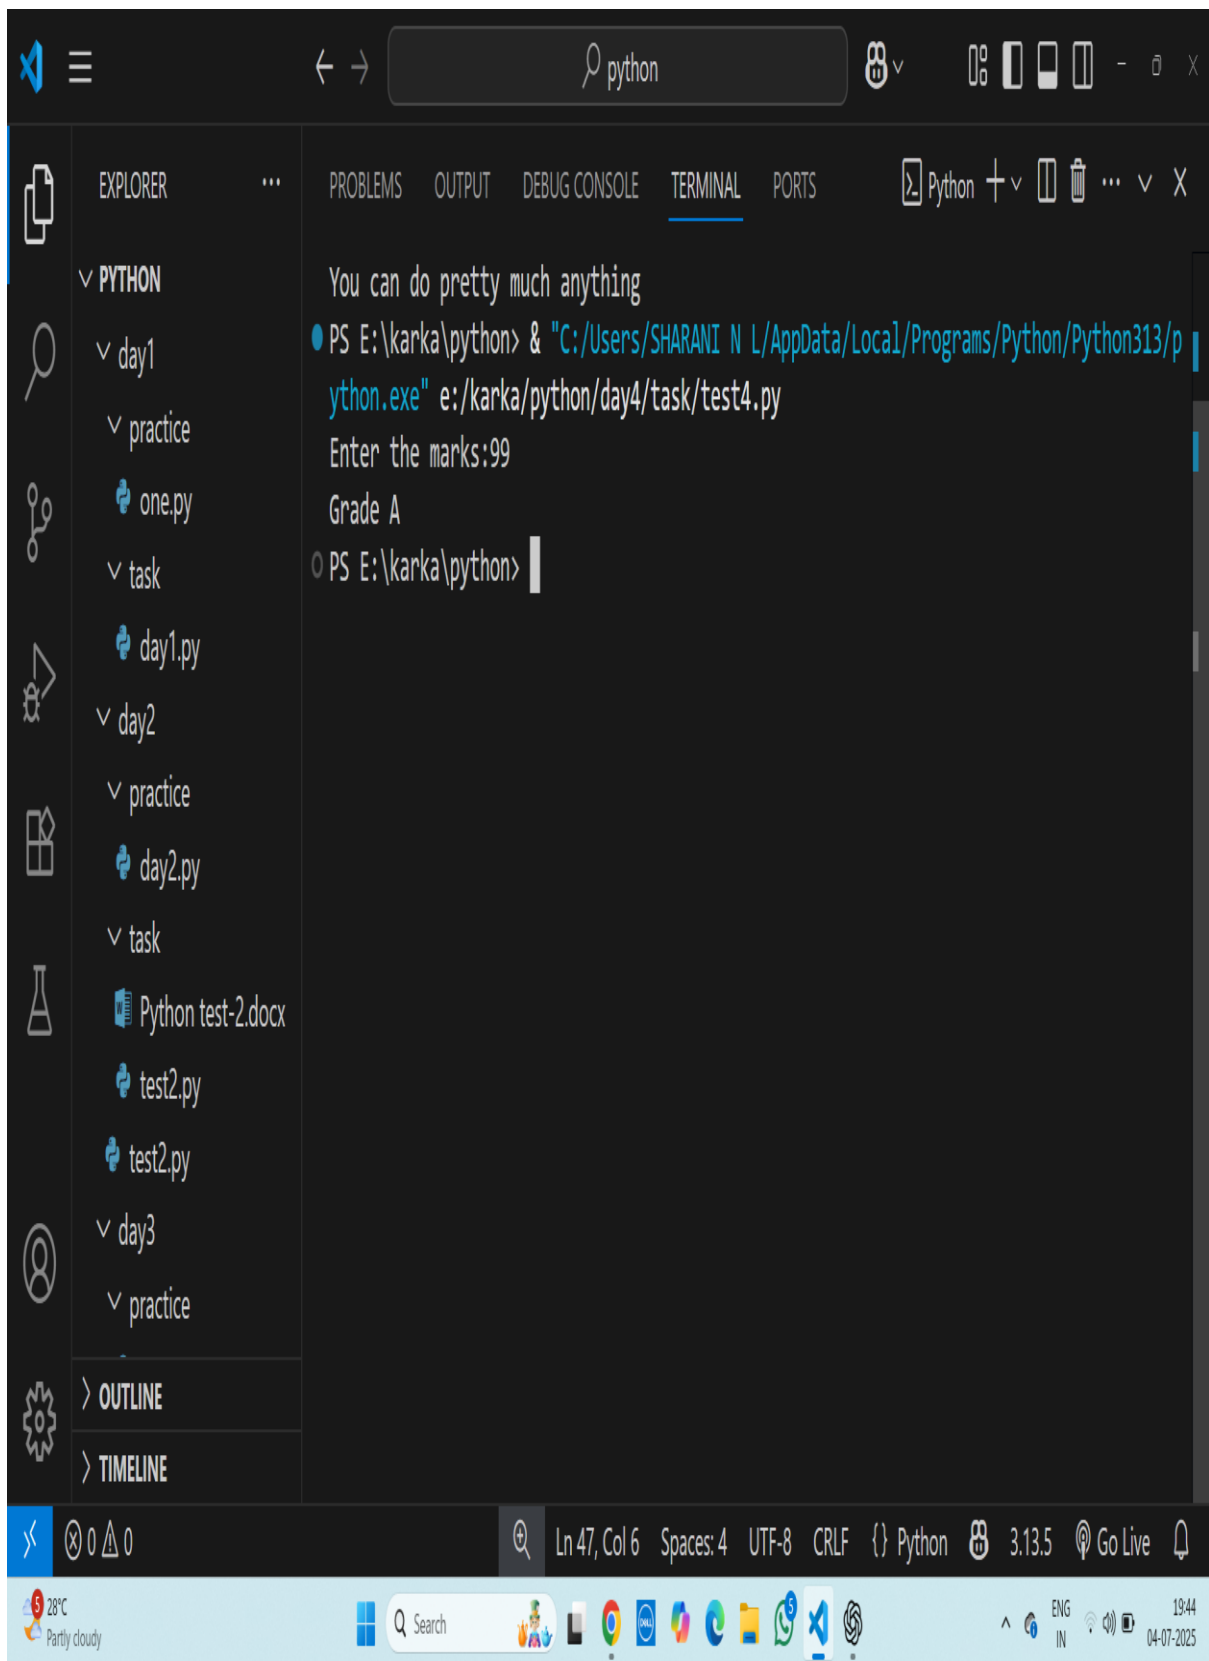 python
EXPLORER
PROBLEMS OUTPUT DEBUG CONSOLE TERMINAL PORTS
Python
PYTHON
day1
practice
one.py
task
day1.py
day2
practice
day2.py
task
Python test-2.docx
test2.py
test2.py
day3
practice
OUTLINE
TIMELINE
You can do pretty much anything
PS E:\karka\python> & "C:/Users/SHARANI N L/AppData/Local/Programs/Python/Python313/p
ython.exe" e:/karka/python/day4/task/test4.py
Enter the marks:99
Grade A
PS E:\karka\python>
0 0
Ln 47, Col 6 Spaces: 4 UTF-8 CRLF {} Python 3.13.5 Go Live
5
28°C
Partly cloudy
Search
DELL
5
ENG
IN
19:44
04-07-2025